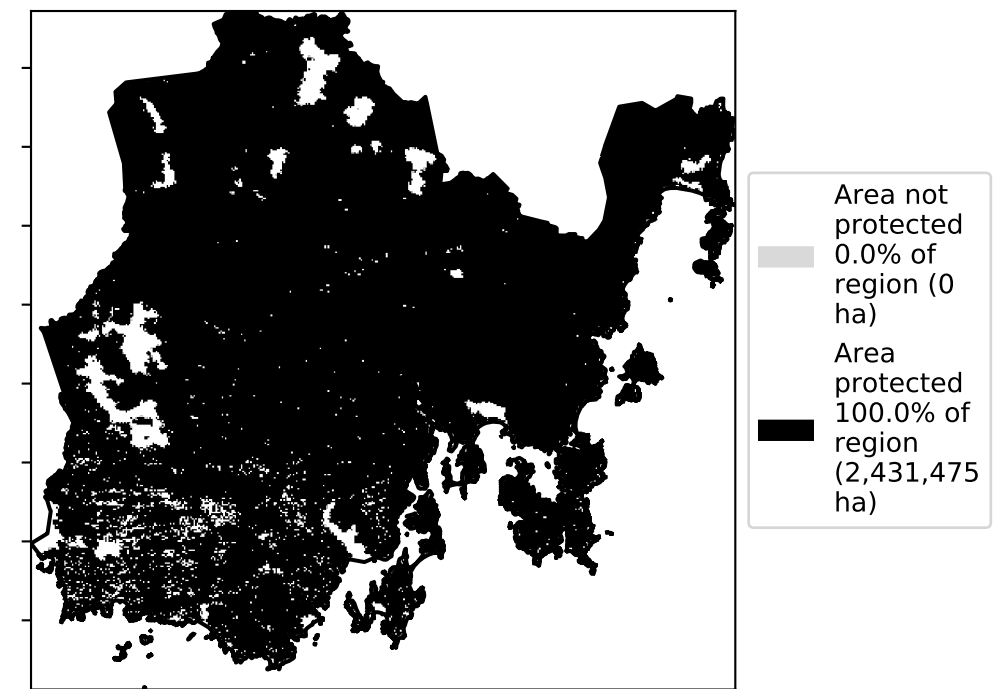 Area not
protected
0.0% of
region (0
ha)
Area
protected
100.0% of
region
(2,431,475
ha)